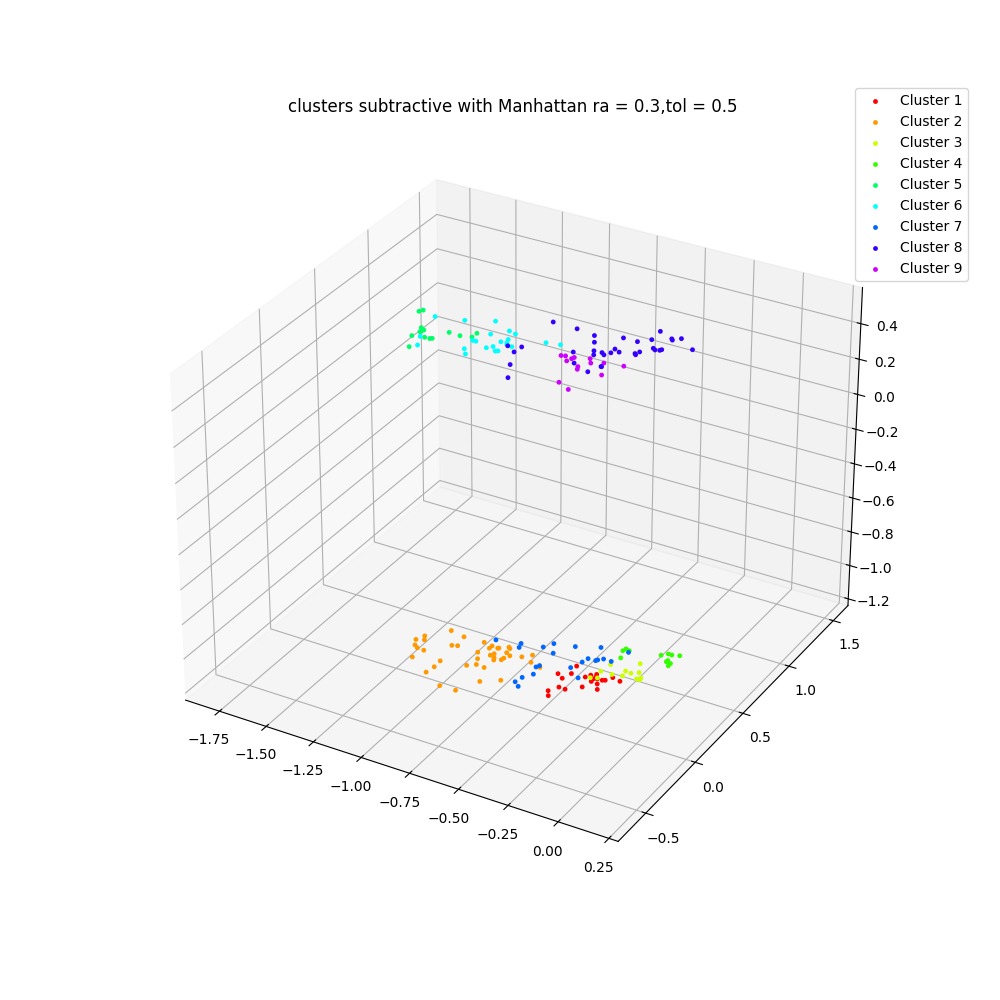 clusters subtractive with Manhattan ra = 0.3,tol = 0.5
Cluster 1
Cluster 2
Cluster 3
Cluster 4
Cluster 5
Cluster 6
Cluster 7
Cluster 8
Cluster 9
0.4
0.2
0.0
−0.2
−0.4
−0.6
−0.8
−1.0
−1.2
1.5
1.0
0.5
0.0
−0.5
−1.75
−1.50
−1.25
−1.00
−0.75
−0.50
−0.25
0.00
0.25